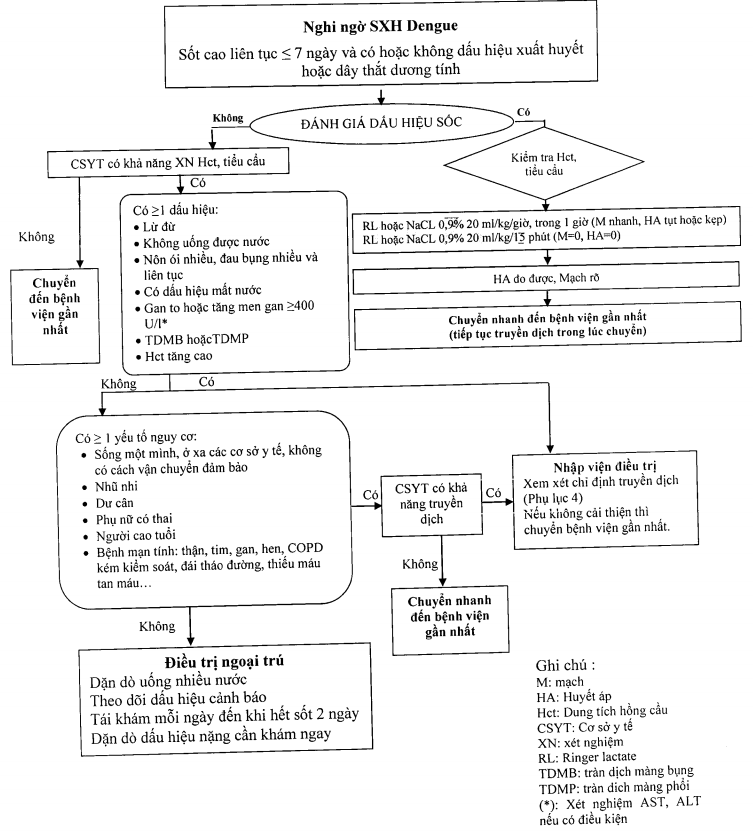 Nghi ngờ SXH Dengue
Sốt cao liên tục ≤ 7 ngày và có hoặc không dấu hiệu xuất huyết
hoặc dây thắt dương tính
Không
ĐÁNH GIÁ DẤU HIỆU SỐC
Có
CSYT có khả năng XN Hct, tiểu cầu
Kiểm tra Hct,
tiểu cầu
Không
Có
Chuyển
đến bệnh
viện gần
nhất
Có ≥1 dấu hiệu:
• Lừ đừ
• Không uống được nước
• Nôn ói nhiều, đau bụng nhiều và
liên tục
• Có dấu hiệu mất nước
• Gan to hoặc tăng men gan ≥400
U/l*
• TDMB hoặcTDMP
• Hct tăng cao
RL hoặc NaCL 0,9% 20 ml/kg/giờ, trong 1 giờ (M nhanh, HA tụt hoặc kẹp)
RL hoặc NaCL 0,9% 20 ml/kg/15 phút (M=0, HA=0)
HA đo được, Mạch rõ
Chuyển nhanh đến bệnh viện gần nhất
(tiếp tục truyền dịch trong lúc chuyển)
Không
Có
Có ≥ 1 yếu tố nguy cơ:
• Sống một mình, ở xa các cơ sở y tế, không
có cách vận chuyển đảm bảo
• Nhũ nhi
• Dư cân
• Phụ nữ có thai
• Người cao tuổi
• Bệnh mạn tính: thận, tim, gan, hen, COPD
kém kiểm soát, đái tháo đường, thiếu máu
tan máu…
Có
CSYT có khả
năng truyền
dịch
Có
Nhập viện điều trị
Xem xét chỉ định truyền dịch
(Phụ lục 4)
Nếu không cải thiện thì
chuyển bệnh viện gần nhất.
Không
Chuyển nhanh
đến bệnh viện
gần nhất
Không
Điều trị ngoại trú
Dặn dò uống nhiều nước
Theo dõi dấu hiệu cảnh báo
Tái khám mỗi ngày đến khi hết sốt 2 ngày
Dặn dò dấu hiệu nặng cần khám ngay
Ghi chú :
M: mạch
HA: Huyết áp
Hct: Dung tích hồng cầu
CSYT: Cơ sở y tế
XN: xét nghiệm
RL: Ringer lactate
TDMB: tràn dịch màng bụng
TDMP: tràn dịch màng phổi
(*): Xét nghiệm AST, ALT
nếu có điều kiện